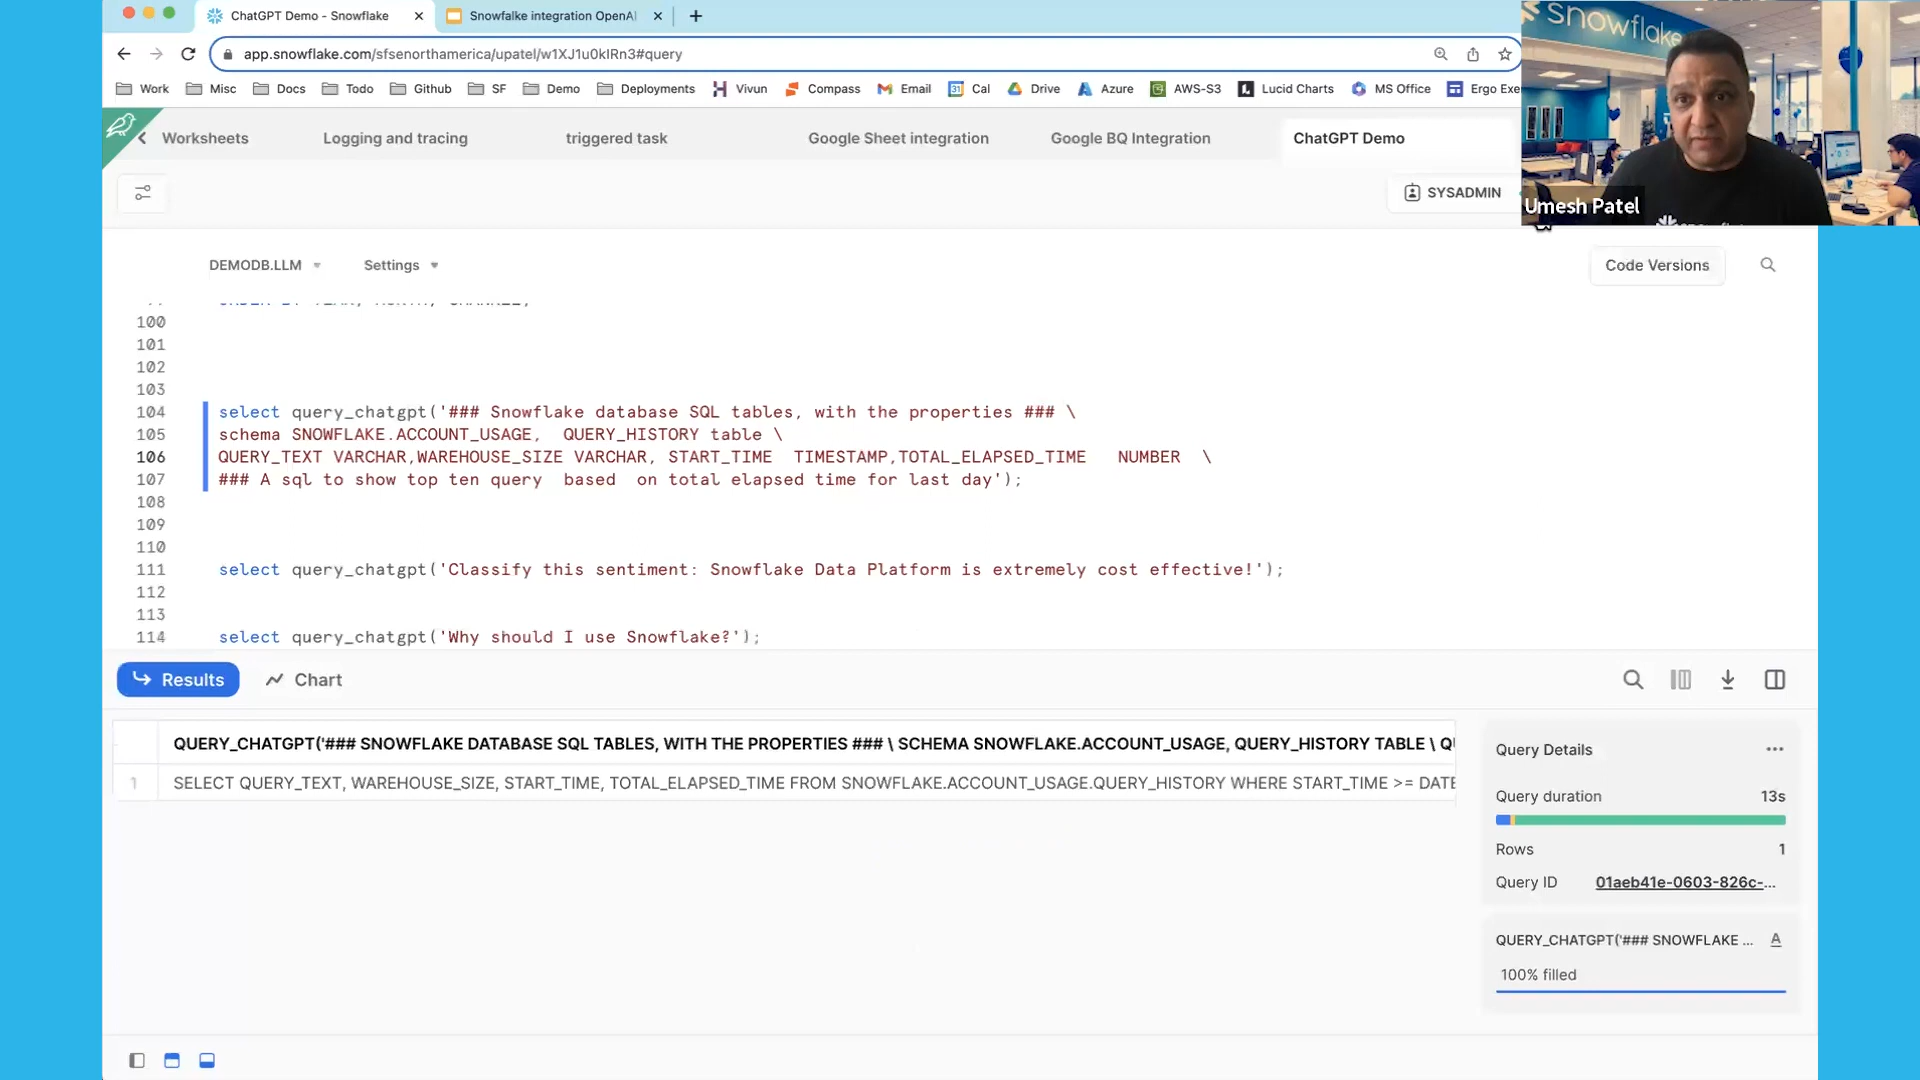 ChatGPT Demo - Snowflake
Snowfalke integration OpenAI
app.snowflake.com/sfsenorthamerica/upatel/w1XJ1u0kIRn3#query
Work Misc Docs Todo Github SF Demo Deployments Vivun Compass Email Cal Drive Azure AWS-S3 Lucid Charts MS Office Ergo Exe
snowflake
Worksheets Logging and tracing triggered task Google Sheet integration Google BQ Integration ChatGPT Demo
SYSADMIN
Umesh Patel
DEMODB.LLM Settings Code Versions
100
101
102
103
104 select query_chatgpt('### Snowflake database SQL tables, with the properties ### \
105 schema SNOWFLAKE.ACCOUNT_USAGE, QUERY_HISTORY table \
106 QUERY_TEXT VARCHAR,WAREHOUSE_SIZE VARCHAR, START_TIME TIMESTAMP,TOTAL_ELAPSED_TIME NUMBER \
107 ### A sql to show top ten query based on total elapsed time for last day');
108
109
110
111 select query_chatgpt('Classify this sentiment: Snowflake Data Platform is extremely cost effective!');
112
113
114 select query_chatgpt('Why should I use Snowflake?');
Results Chart
QUERY_CHATGPT('### SNOWFLAKE DATABASE SQL TABLES, WITH THE PROPERTIES ### \ SCHEMA SNOWFLAKE.ACCOUNT_USAGE, QUERY_HISTORY TABLE \ QU
1 SELECT QUERY_TEXT, WAREHOUSE_SIZE, START_TIME, TOTAL_ELAPSED_TIME FROM SNOWFLAKE.ACCOUNT_USAGE.QUERY_HISTORY WHERE START_TIME >= DATE
Query Details ...
Query duration 13s
Rows 1
Query ID 01aeb41e-0603-826c-...
QUERY_CHATGPT('### SNOWFLAKE ... A
100% filled